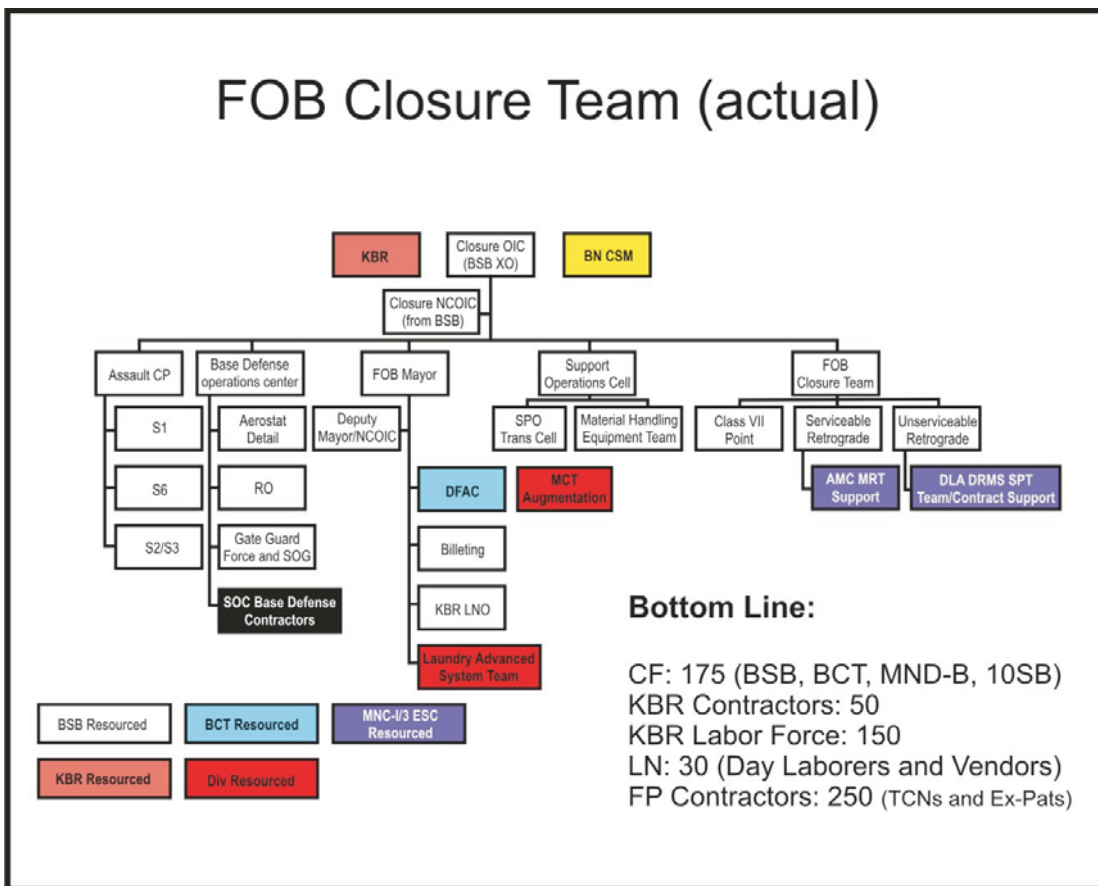 FOB Closure Team (actual)
KBR
Closure OIC
(BSB XO)
BN CSM
Closure NCOIC
(from BSB)
Assault CP
Base Defense
operations center
FOB Mayor
Support
Operations Cell
FOB
Closure Team
S1
Aerostat
Detail
Deputy
Mayor/NCOIC
SPO
Trans Cell
Material Handling
Equipment Team
Class VII
Point
Serviceable
Retrograde
Unserviceable
Retrograde
S6
RO
DFAC
MCT
Augmentation
AMC MRT
Support
DLA DRMS SPT
Team/Contract Support
S2/S3
Gate Guard
Force and SOG
Billeting
SOC Base Defense
Contractors
KBR LNO
Laundry Advanced
System Team
BSB Resourced
BCT Resourced
MNC-I/3 ESC
Resourced
KBR Resourced
Div Resourced
Bottom Line:
CF: 175 (BSB, BCT, MND-B, 10SB)
KBR Contractors: 50
KBR Labor Force: 150
LN: 30 (Day Laborers and Vendors)
FP Contractors: 250 (TCNs and Ex-Pats)